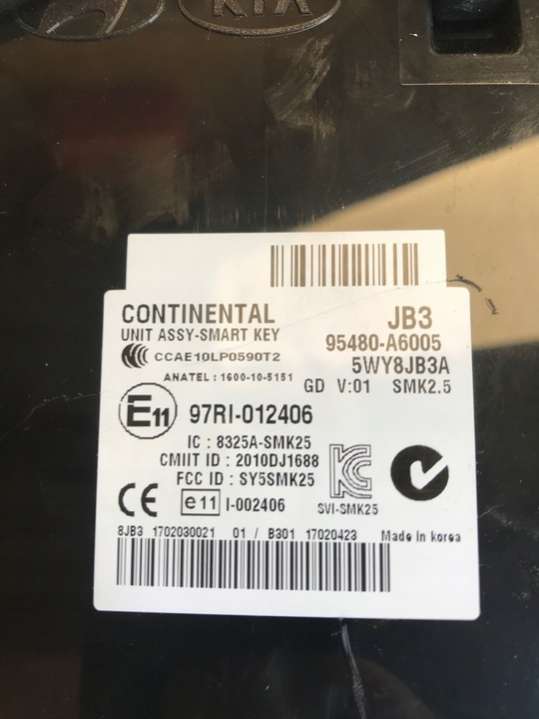 KIA
CONTINENTAL JB3
UNIT ASSY-SMART KEY 95480-A6005
CCAE10LP0590T2 5WY8JB3A
ANATEL : 1600-10-5151 GD V:01 SMK2.5
E11 97RI-012406
IC : 8325A-SMK25
CMIIT ID : 2010DJ1688
FCC ID : SY5SMK25
CE e11 I-002406 SVI-SMK25
8JB3 1702030021 01 / B301 17020423 Made in korea